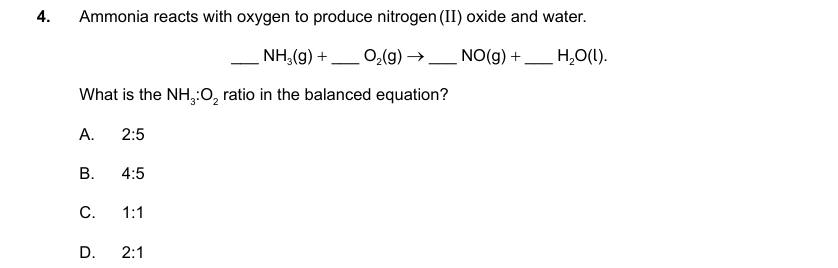 4. Ammonia reacts with oxygen to produce nitrogen (II) oxide and water.
___ NH₃(g) + ___ O₂(g) → ___ NO(g) + ___ H₂O(l).
What is the NH₃:O₂ ratio in the balanced equation?
A. 2:5
B. 4:5
C. 1:1
D. 2:1